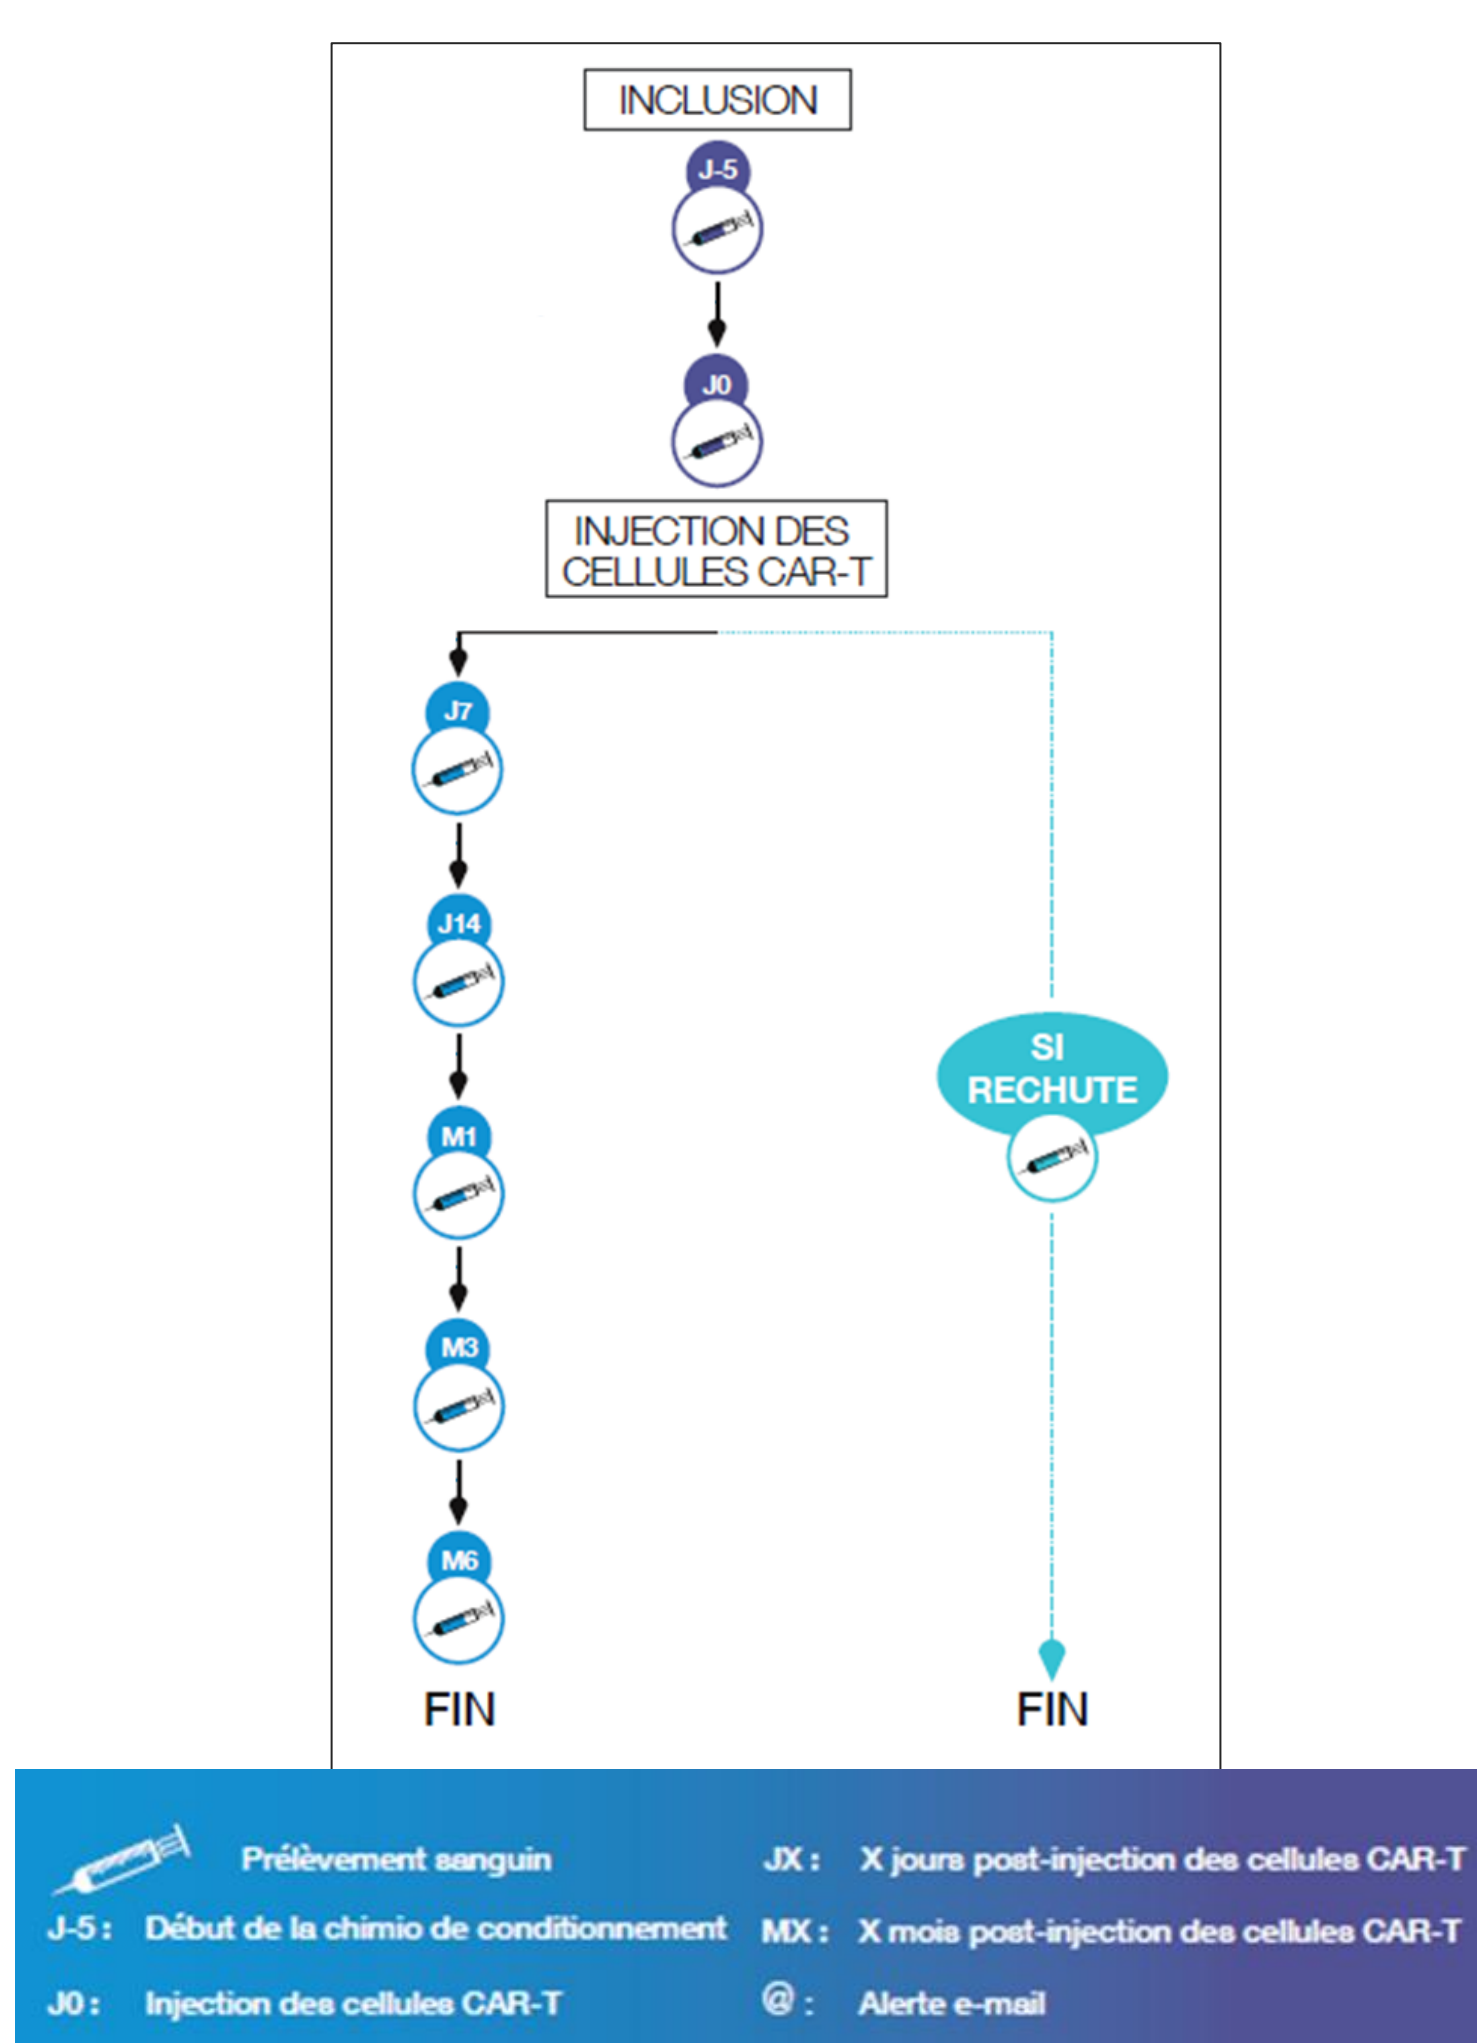 INCLUSION
J-5
J0
INJECTION DES
CELLULES CAR-T
J7
J14
M1
M3
M6
FIN
SI
RECHUTE
FIN
Prélèvement sanguin
J-5 : Début de la chimio de conditionnement
J0 : Injection des cellules CAR-T
JX : X jours post-injection des cellules CAR-T
MX : X mois post-injection des cellules CAR-T
@ : Alerte e-mail